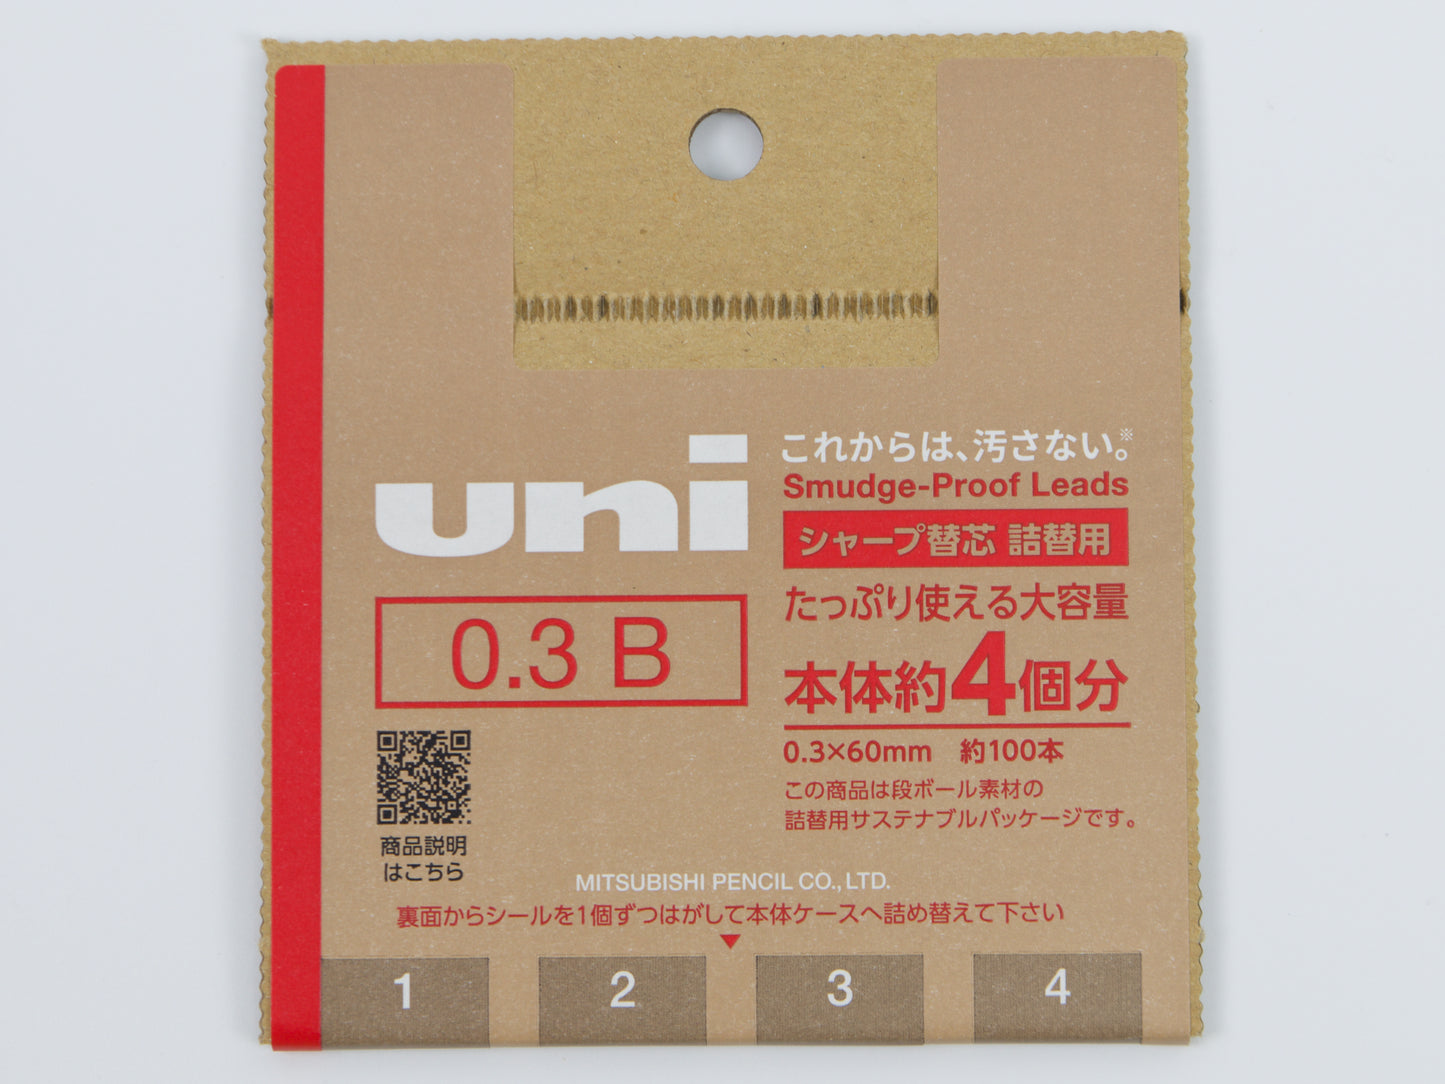 uni
これからは、汚さない。※
Smudge-Proof Leads
シャープ替芯 詰替用
たっぷり使える大容量
本体約4個分
0.3 B
0.3×60mm 約100本
この商品は段ボール素材の
詰替用サステナブルパッケージです。
商品説明
はこちら
MITSUBISHI PENCIL CO., LTD.
裏面からシールを1個ずつはがして本体ケースへ詰め替えて下さい
1 2 3 4